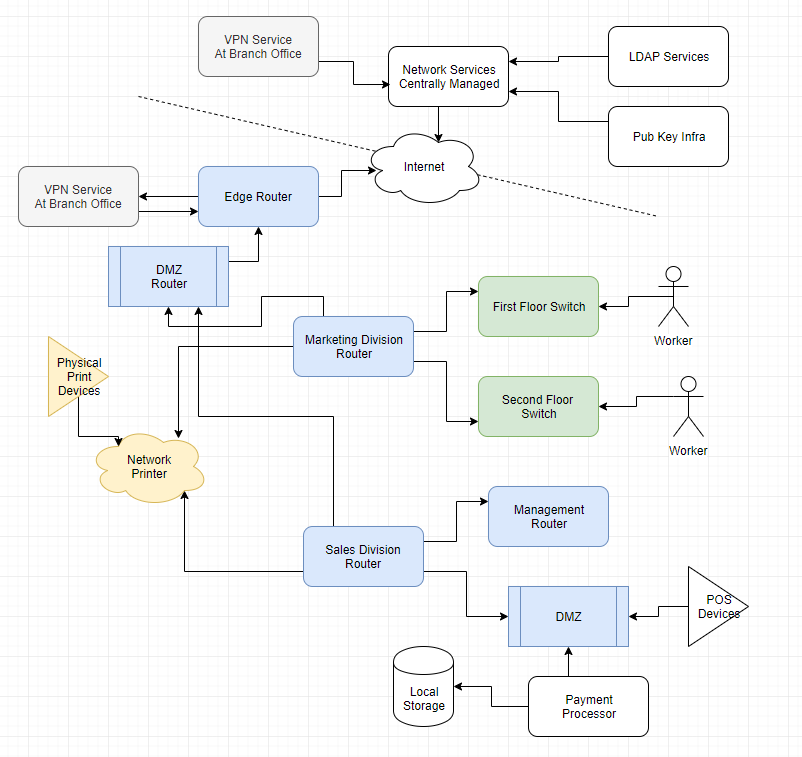 VPN Service
At Branch Office
Network Services
Centrally Managed
LDAP Services
Pub Key Infra
Internet
VPN Service
At Branch Office
Edge Router
DMZ
Router
First Floor Switch
Worker
Marketing Division
Router
Physical
Print
Devices
Second Floor
Switch
Worker
Network
Printer
Management
Router
Sales Division
Router
DMZ
POS
Devices
Local
Storage
Payment
Processor